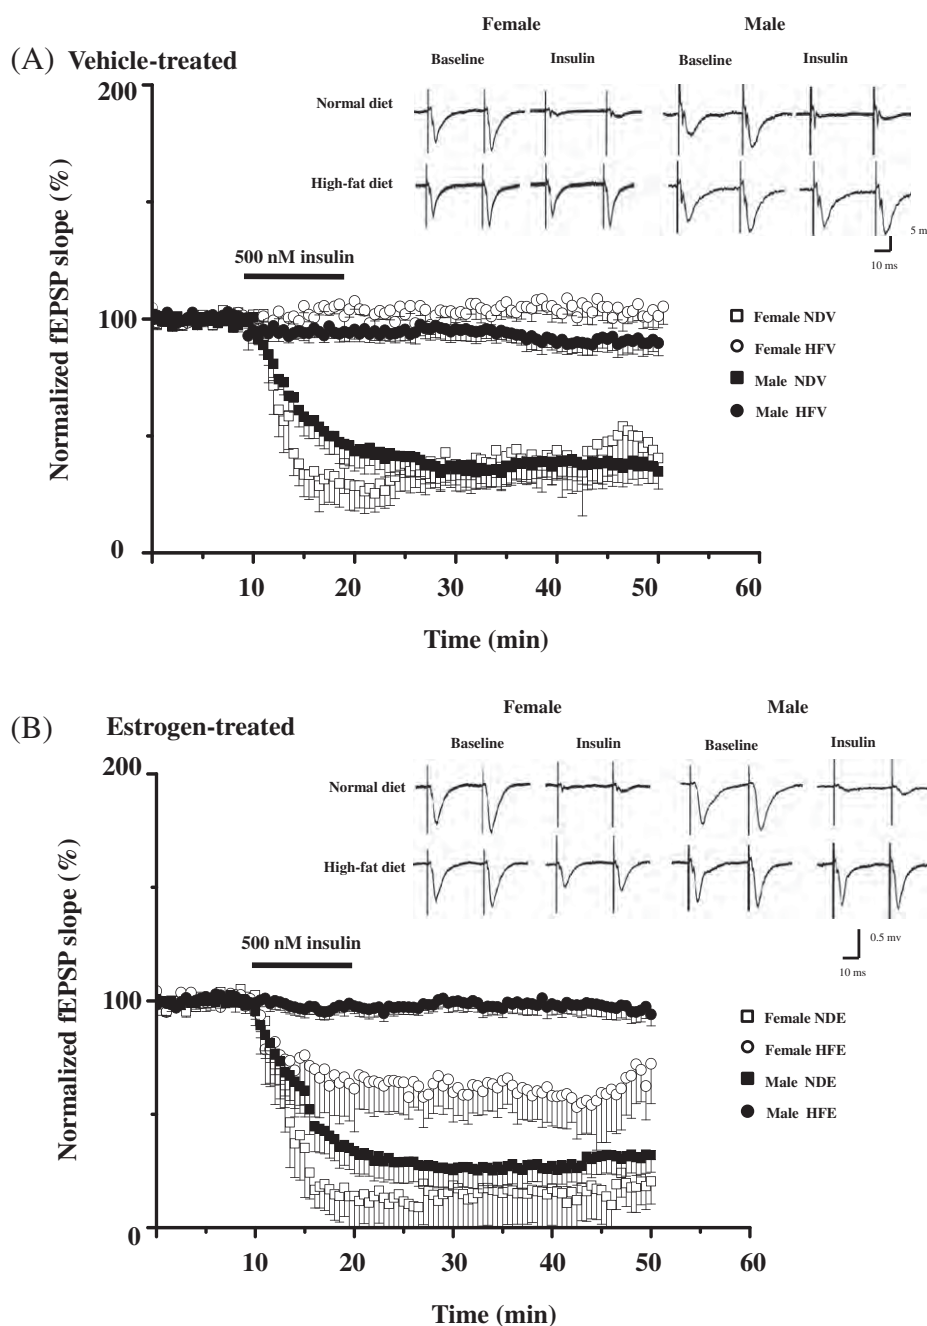 Female Male
(A) Vehicle-treated
Baseline Insulin Baseline Insulin
200
Normal diet
High-fat diet
Normalized fEPSP slope (%)
5 m
10 ms
500 nM insulin
100
Female NDV
Female HFV
Male NDV
Male HFV
0
10 20 30 40 50 60
Time (min)
Female Male
(B) Estrogen-treated
Baseline Insulin Baseline Insulin
200
Normal diet
High-fat diet
Normalized fEPSP slope (%)
0.5 mv
10 ms
500 nM insulin
100
Female NDE
Female HFE
Male NDE
Male HFE
0
10 20 30 40 50 60
Time (min)